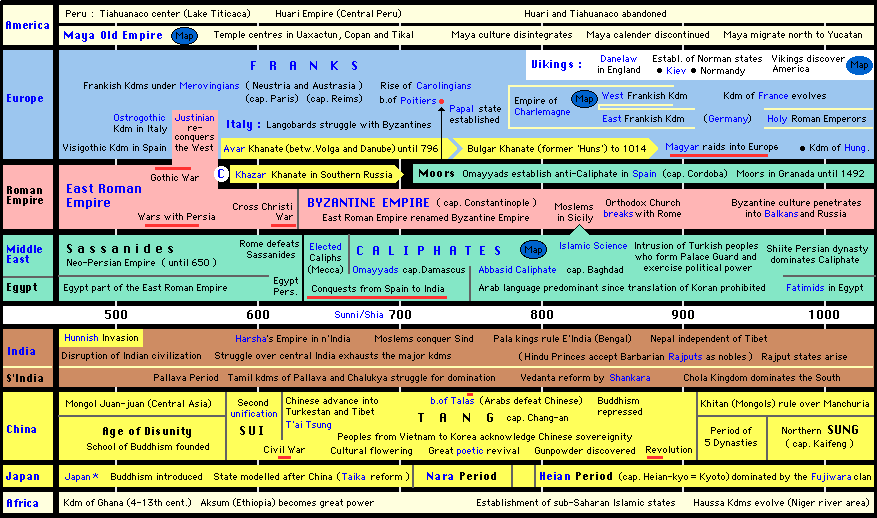 America
Peru : Tiahuanaco center (Lake Titicaca)
Huari Empire (Central Peru)
Huari and Tiahuanaco abandoned
Maya Old Empire
Map
Temple centres in Uaxactun, Copan and Tikal
Maya culture disintegrates
Maya calender discontinued
Maya migrate north to Yucatan
Europe
F R A N K S
Frankish Kdms under Merovingians ( Neustria and Austrasia )
(cap. Paris) (cap. Reims)
Rise of Carolingians
b.of Poitiers
Vikings :
Danelaw
in England
Establ. of Norman states
Kiev
Normandy
Vikings discover
America
Map
Papal state
established
Empire of
Charlemagne
Map
West Frankish Kdm
Kdm of France evolves
East Frankish Kdm
(Germany)
Holy Roman Emperors
Ostrogothic
Kdm in Italy
Justinian
re-
conquers
the West
Italy : Langobards struggle with Byzantines
Visigothic Kdm in Spain
Avar Khanate (betw. Volga and Danube) until 796
Bulgar Khanate (former 'Huns') to 1014
Magyar raids into Europe
Kdm of Hung.
Roman
Empire
Gothic War
C
Khazar Khanate in Southern Russia
Moors
Omayyads establish anti-Caliphate in Spain (cap. Cordoba)
Moors in Granada until 1492
East Roman
Empire
Wars with Persia
Cross Christi
War
BYZANTINE EMPIRE ( cap. Constantinople )
East Roman Empire renamed Byzantine Empire
Moslems
in Sicily
Orthodox Church
breaks with Rome
Byzantine culture penetrates
into Balkans and Russia
Middle
East
S a s s a n i d e s
Neo-Persian Empire ( until 650 )
Rome defeats
Sassanides
Elected
Caliphs
(Mecca)
C A L I P H A T E S
Map
Omayyads cap.Damascus
Islamic Science
Abbasid Caliphate cap. Baghdad
Intrusion of Turkish peoples
who form Palace Guard and
exercise political power
Shiite Persian dynasty
dominates Caliphate
Egypt
Egypt part of the East Roman Empire
Egypt
Pers.
Conquests from Spain to India
Arab language predominant since translation of Koran prohibited
Fatimids in Egypt
500
600
Sunni/Shia
700
800
900
1000
India
Hunnish Invasion
Harsha's Empire in n'India
Moslems conquer Sind
Pala kings rule E'India (Bengal)
Nepal independent of Tibet
Disruption of Indian civilization
Struggle over central India exhausts the major kdms
(Hindu Princes accept Barbarian Rajputs as nobles)
Rajput states arise
S'India
Pallava Period
Tamil kdms of Pallava and Chalukya struggle for domination
Vedanta reform by Shankara
Chola Kingdom dominates the South
China
Mongol Juan-juan (Central Asia)
Age of Disunity
School of Buddhism founded
Second
unification
SUI
Chinese advance into
Turkestan and Tibet
T'ai Tsung
b.of Talas (Arabs defeat Chinese)
T A N G
cap. Chang-an
Buddhism
repressed
Peoples from Vietnam to Korea acknowledge Chinese sovereignity
Civil War
Cultural flowering
Great poetic revival
Gunpowder discovered
Revolution
Khitan (Mongols) rule over Manchuria
Period of
5 Dynasties
Northern SUNG
( cap. Kaifeng )
Japan
Japan *
Buddhism introduced
State modelled after China ( Taika reform )
Nara Period
Heian Period (cap. Heian-kyo = Kyoto) dominated by the Fujiwara clan
Africa
Kdm of Ghana (4-13th cent.)
Aksum (Ethiopia) becomes great power
Establishment of sub-Saharan Islamic states
Haussa Kdms evolve (Niger river area)